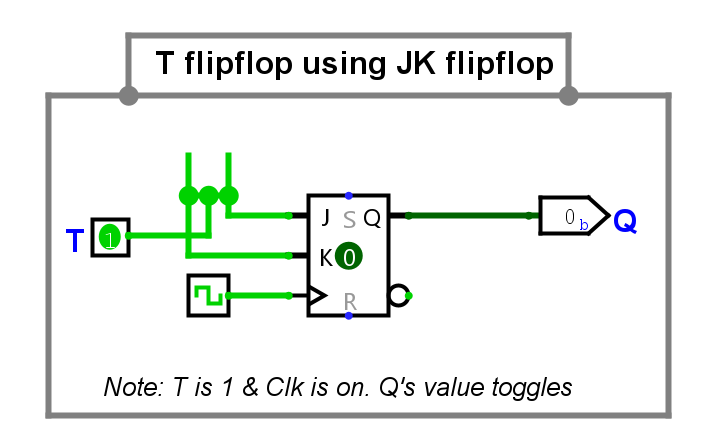 T flipflop using JK flipflop
T
1
J S Q
K 0
R
0 b
Q
Note: T is 1 & Clk is on. Q's value toggles